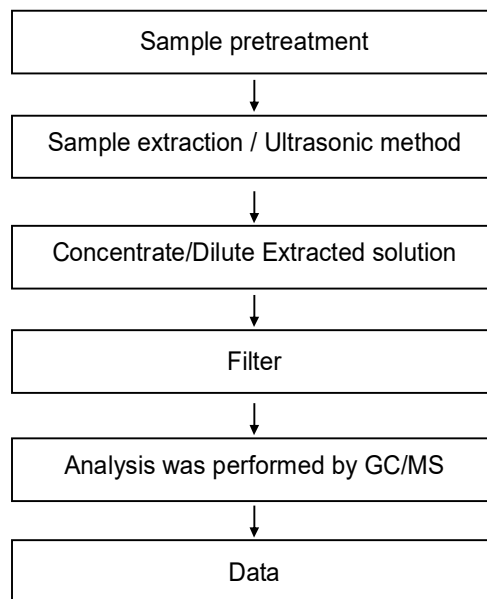 Sample pretreatment
Sample extraction / Ultrasonic method
Concentrate/Dilute Extracted solution
Filter
Analysis was performed by GC/MS
Data